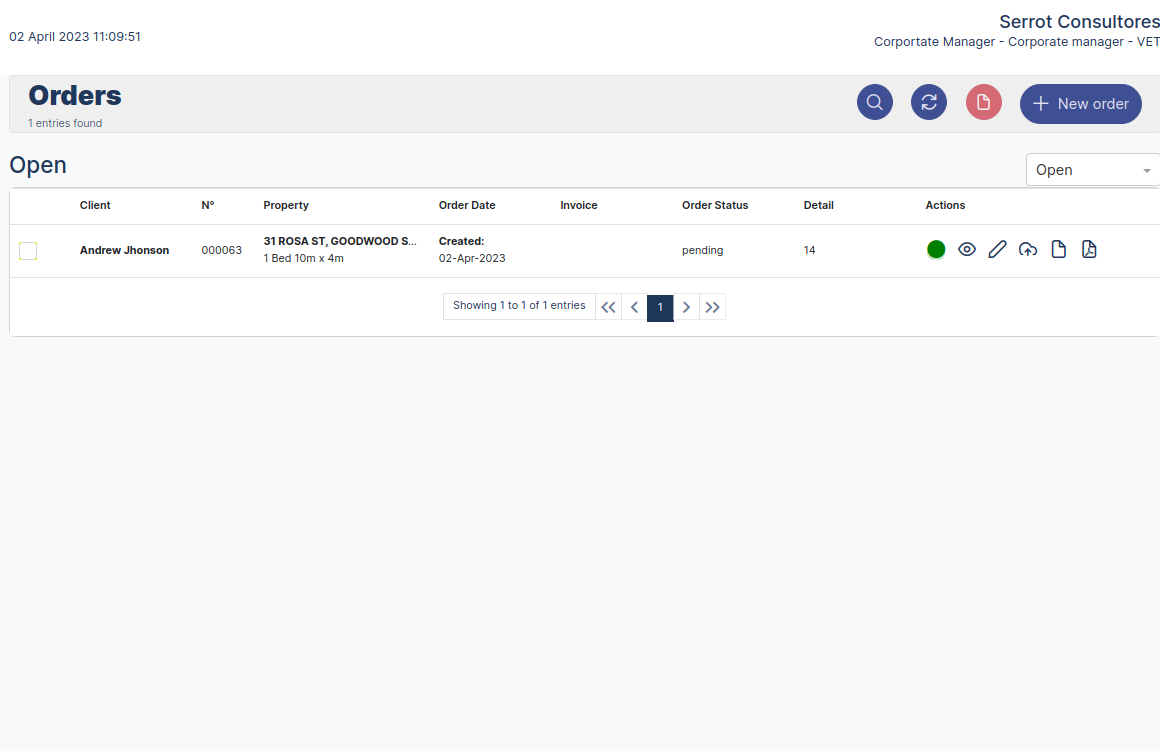 Serrot Consultores
02 April 2023 11:09:51
Corportate Manager - Corporate manager - VET
Orders
1 entries found
New order
Open
Open
Client Nº Property Order Date Invoice Order Status Detail Actions
Andrew Jhonson 000063 31 ROSA ST, GOODWOOD S... Created: pending 14
1 Bed 10m x 4m 02-Apr-2023
Showing 1 to 1 of 1 entries 1